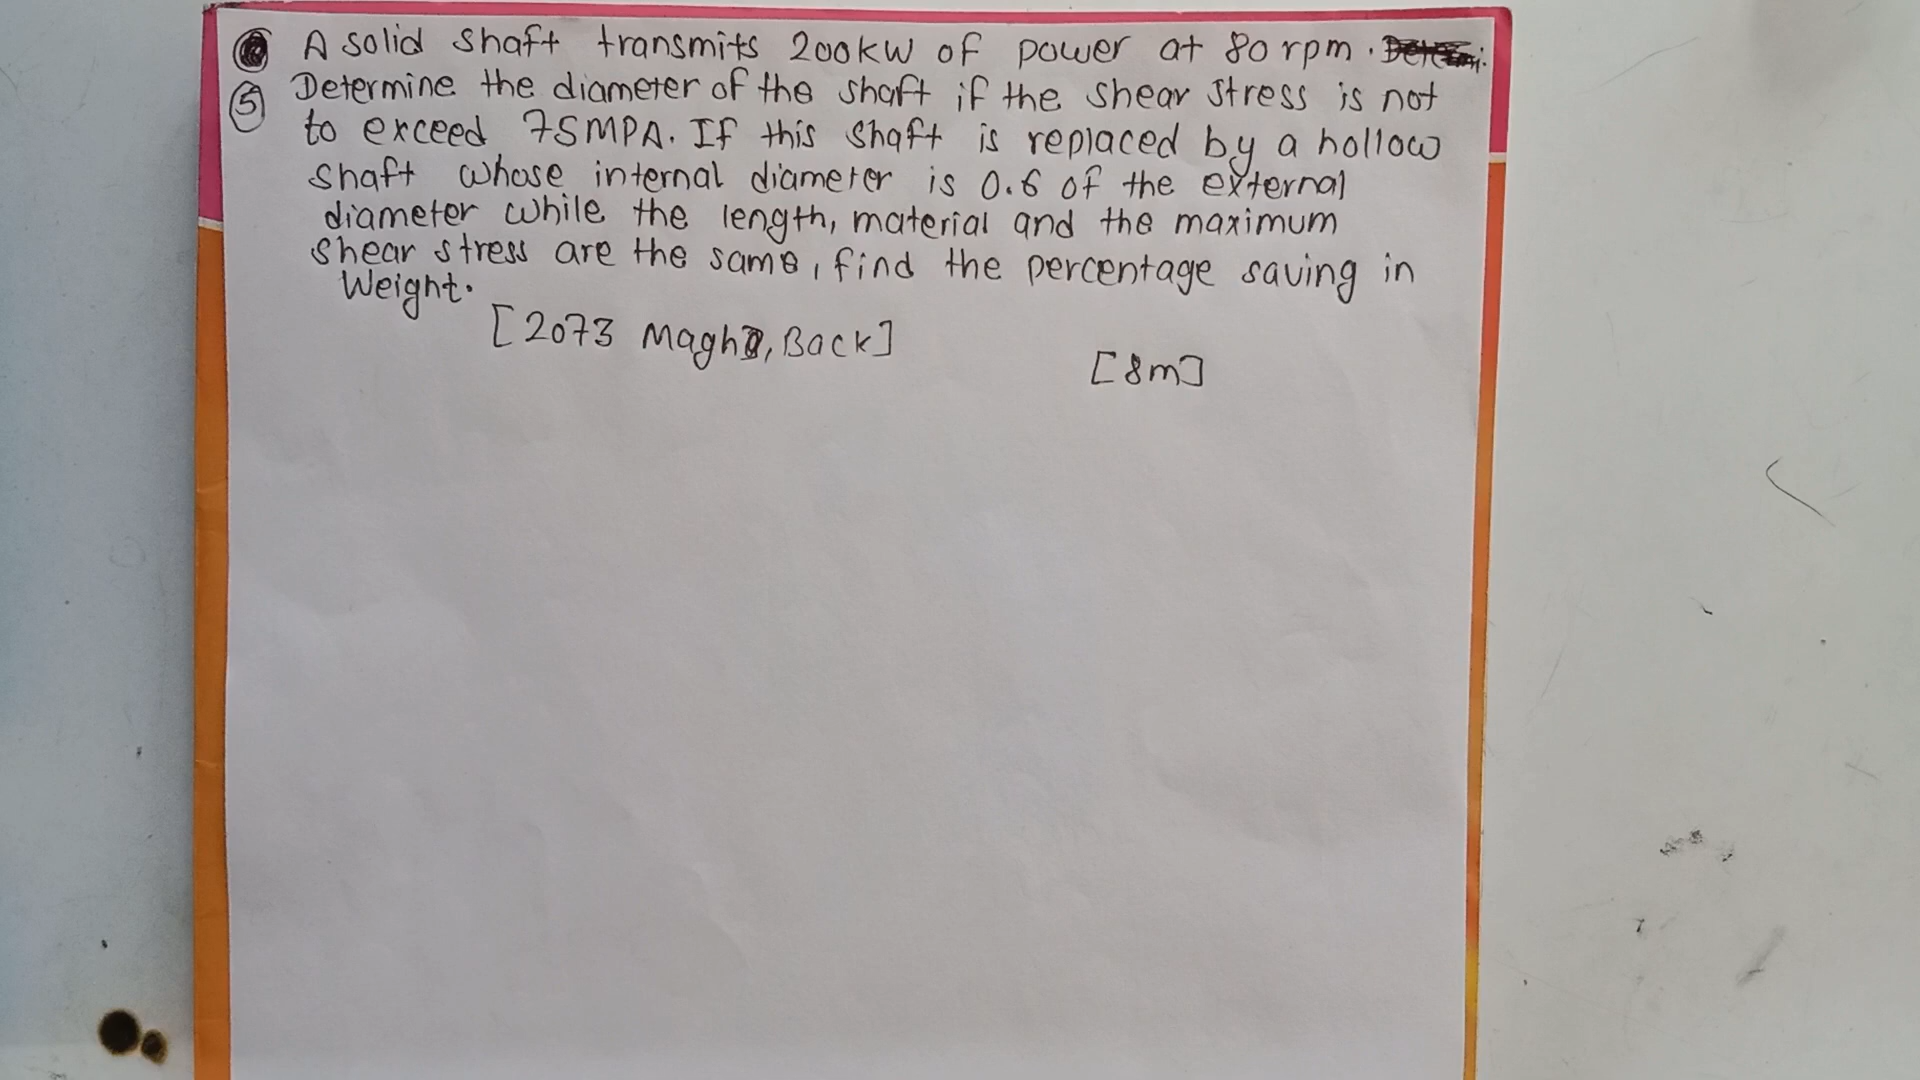 A solid shaft transmits 200kW of power at 80 rpm.
⑤ Determine the diameter of the shaft if the shear stress is not
to exceed 75MPA. If this shaft is replaced by a hollow
shaft whose internal diameter is 0.6 of the external
diameter while the length, material and the maximum
shear stress are the same, find the percentage saving in
Weight.
[2073 Magh, Back]
[8m]